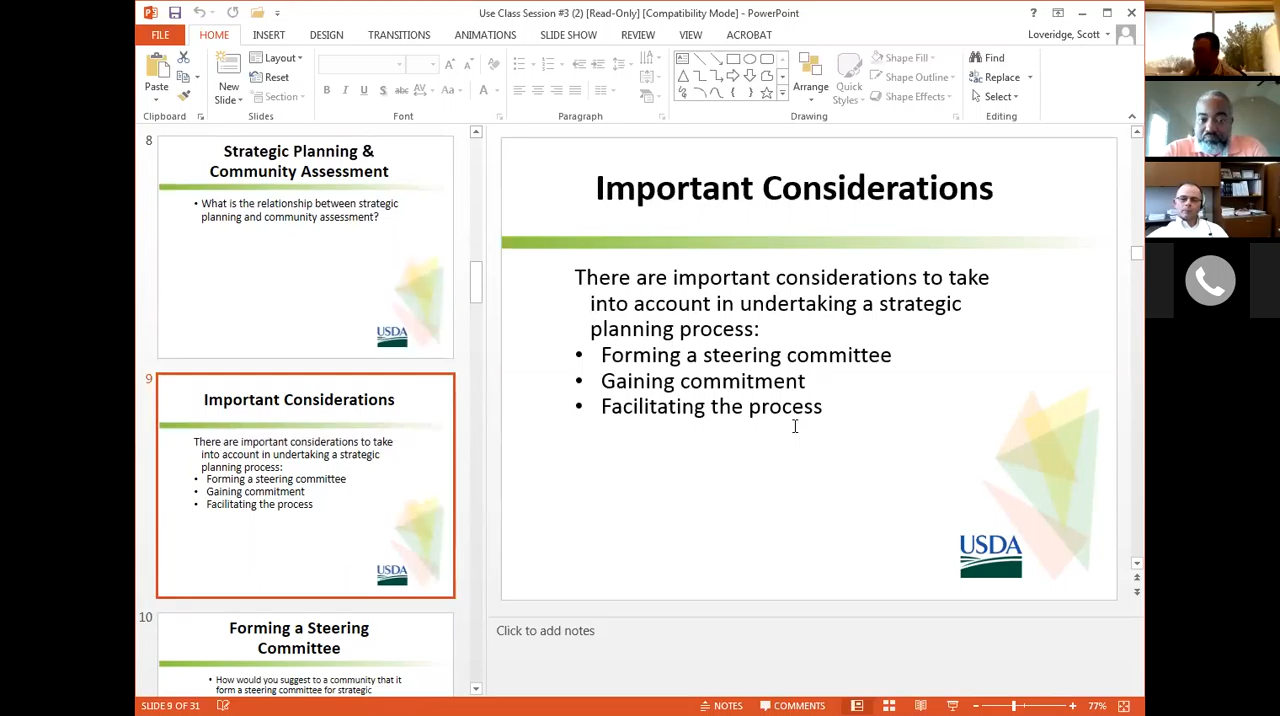 Use Class Session #3 (2) [Read-Only] [Compatibility Mode] - PowerPoint
?
FILE HOME INSERT DESIGN TRANSITIONS ANIMATIONS SLIDE SHOW REVIEW VIEW ACROBAT
Loveridge, Scott
Paste
Clipboard
New
Slide
Layout
Reset
Section
Slides
B I U S abc AV Aa A
Font
Paragraph
Arrange
Quick
Styles
Shape Fill
Shape Outline
Shape Effects
Drawing
Find
Replace
Select
Editing
8
Strategic Planning &
Community Assessment
• What is the relationship between strategic
planning and community assessment?
USDA
9
Important Considerations
There are important considerations to take
into account in undertaking a strategic
planning process:
• Forming a steering committee
• Gaining commitment
• Facilitating the process
USDA
10
Forming a Steering
Committee
• How would you suggest to a community that it
form a steering committee for strategic
Important Considerations
There are important considerations to take
into account in undertaking a strategic
planning process:
• Forming a steering committee
• Gaining commitment
• Facilitating the process
USDA
Click to add notes
SLIDE 9 OF 31
NOTES
COMMENTS
77%